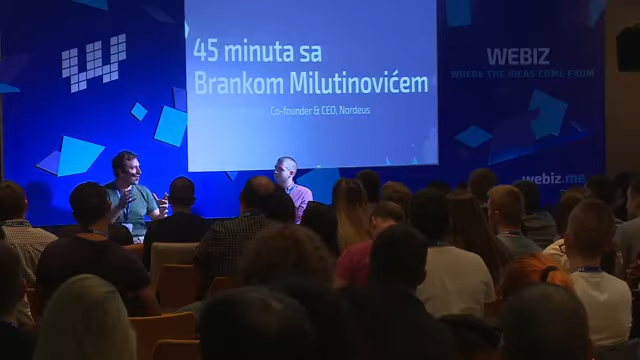 45 minuta sa
Brankom Milutinovićem
Co-founder & CEO, Nordeus
WEBIZ
WHERE THE IDEAS COME FROM
webiz.me